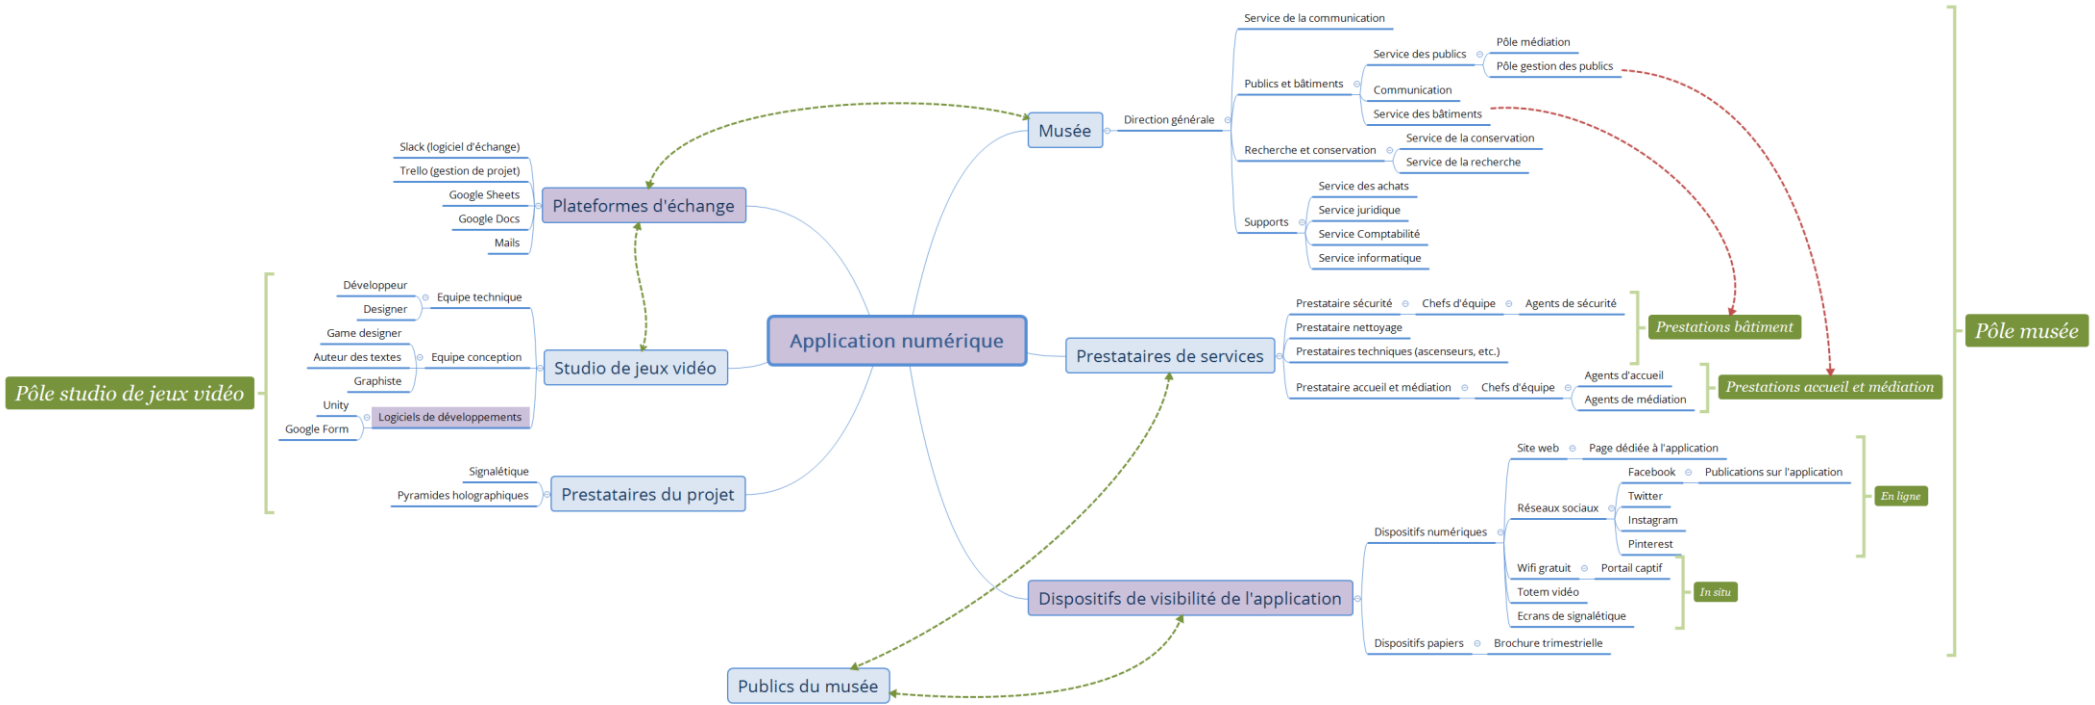 Service de la communication
Pôle médiation
Service des publics
Pôle gestion des publics
Publics et bâtiments
Communication
Service des bâtiments
Musée
Direction générale
Service de la conservation
Recherche et conservation
Service de la recherche
Service des achats
Service juridique
Supports
Service Comptabilité
Service informatique
Slack (logiciel d'échange)
Trello (gestion de projet)
Google Sheets
Google Docs
Mails
Plateformes d'échange
Développeur
Equipe technique
Designer
Game designer
Auteur des textes
Equipe conception
Graphiste
Studio de jeux vidéo
Pôle studio de jeux vidéo
Unity
Logiciels de développements
Google Form
Signalétique
Pyramides holographiques
Prestataires du projet
Application numérique
Prestataires de services
Prestataire sécurité
Chefs d'équipe
Agents de sécurité
Prestataire nettoyage
Prestataires techniques (ascenseurs, etc.)
Prestations bâtiment
Prestataire accueil et médiation
Chefs d'équipe
Agents d'accueil
Agents de médiation
Prestations accueil et médiation
Pôle musée
Site web
Page dédiée à l'application
Facebook
Publications sur l'application
Twitter
Réseaux sociaux
Instagram
Pinterest
En ligne
Dispositifs numériques
Wifi gratuit
Portail captif
Totem vidéo
Ecrans de signalétique
In situ
Dispositifs de visibilité de l'application
Dispositifs papiers
Brochure trimestrielle
Publics du musée